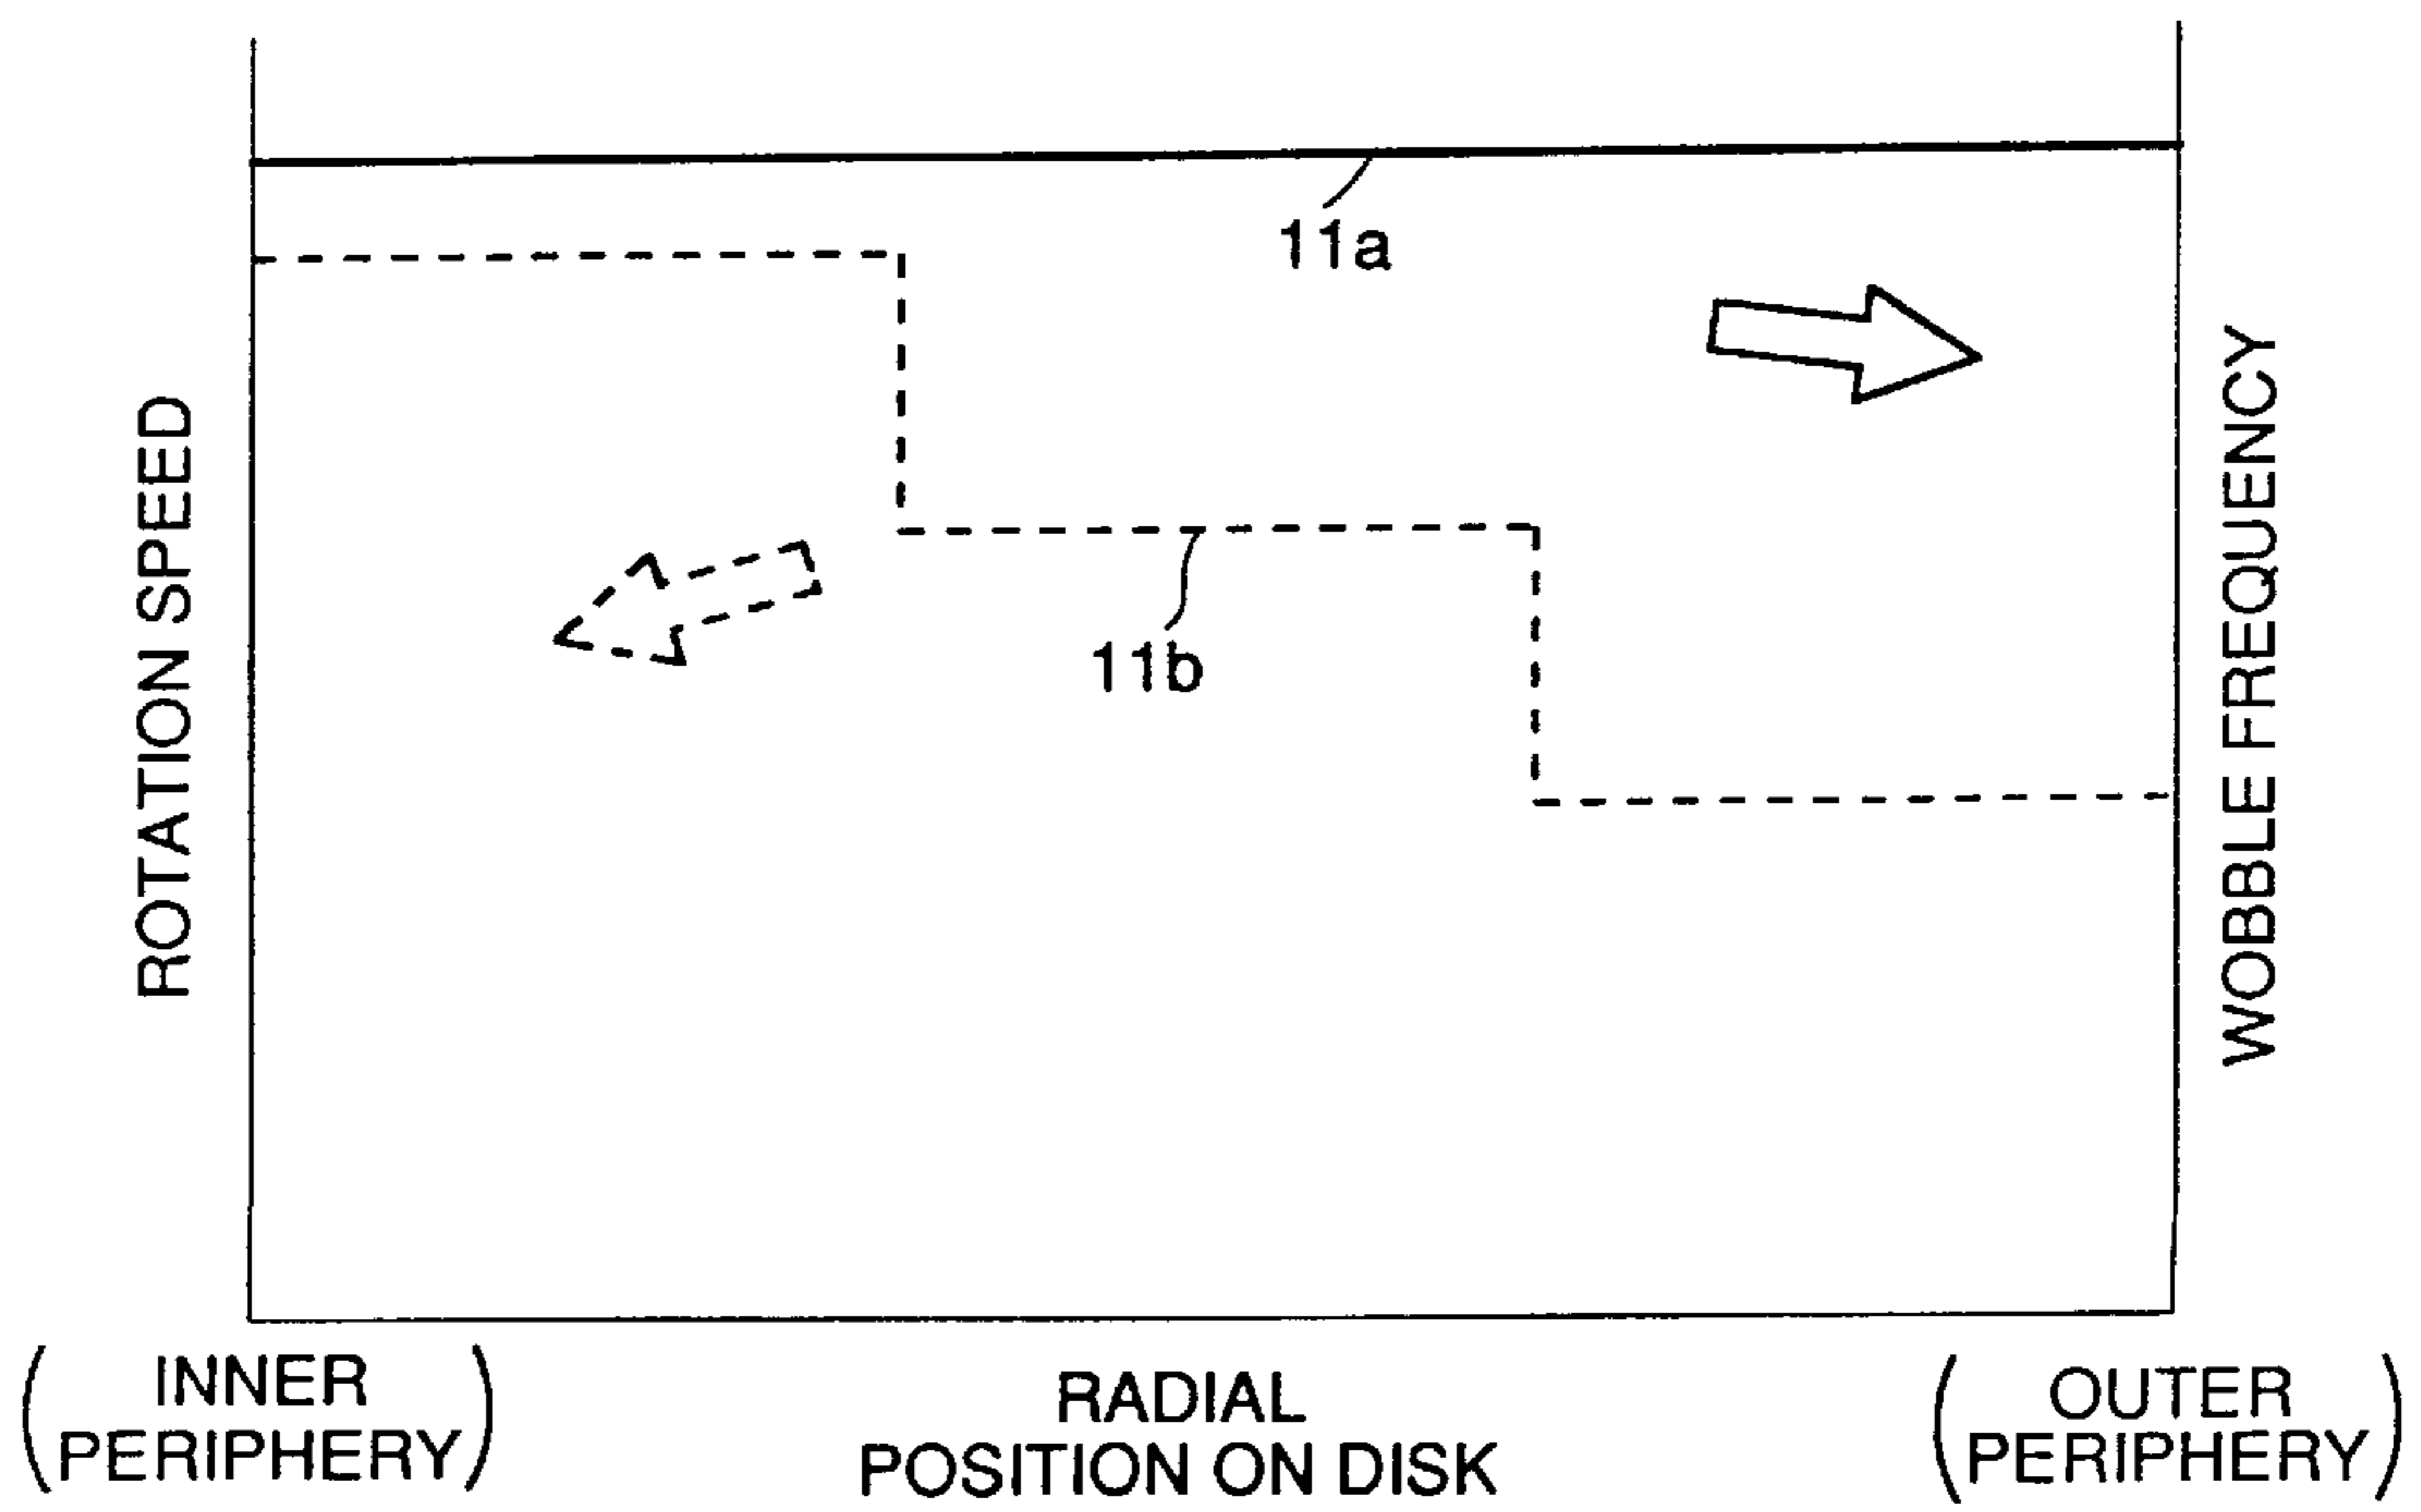 11a
11b
ROTATION SPEED
WOBBLE FREQUENCY
( INNER
PERIPHERY )
RADIAL
POSITION ON DISK
( OUTER
PERIPHERY )